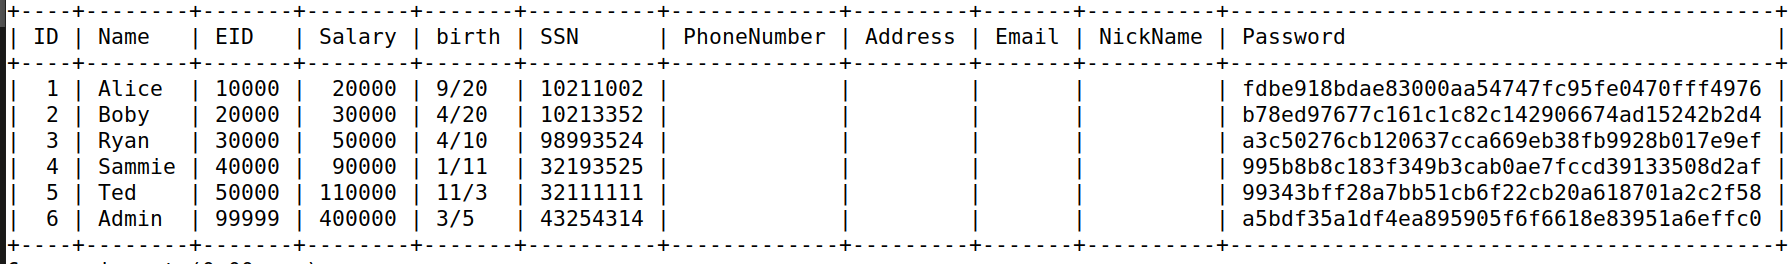 +----+--------+-------+--------+-------+----------+-------------+---------+-------+----------+------------------------------------------+
| ID | Name   | EID   | Salary | birth | SSN      | PhoneNumber | Address | Email | NickName | Password                                 |
+----+--------+-------+--------+-------+----------+-------------+---------+-------+----------+------------------------------------------+
|  1 | Alice  | 10000 |  20000 | 9/20  | 10211002 |             |         |       |          | fdbe918bdae83000aa54747fc95fe0470fff4976 |
|  2 | Boby   | 20000 |  30000 | 4/20  | 10213352 |             |         |       |          | b78ed97677c161c1c82c142906674ad15242b2d4 |
|  3 | Ryan   | 30000 |  50000 | 4/10  | 98993524 |             |         |       |          | a3c50276cb120637cca669eb38fb9928b017e9ef |
|  4 | Sammie | 40000 |  90000 | 1/11  | 32193525 |             |         |       |          | 995b8b8c183f349b3cab0ae7fccd39133508d2af |
|  5 | Ted    | 50000 | 110000 | 11/3  | 32111111 |             |         |       |          | 99343bff28a7bb51cb6f22cb20a618701a2c2f58 |
|  6 | Admin  | 99999 | 400000 | 3/5   | 43254314 |             |         |       |          | a5bdf35a1df4ea895905f6f6618e83951a6effc0 |
+----+--------+-------+--------+-------+----------+-------------+---------+-------+----------+------------------------------------------+